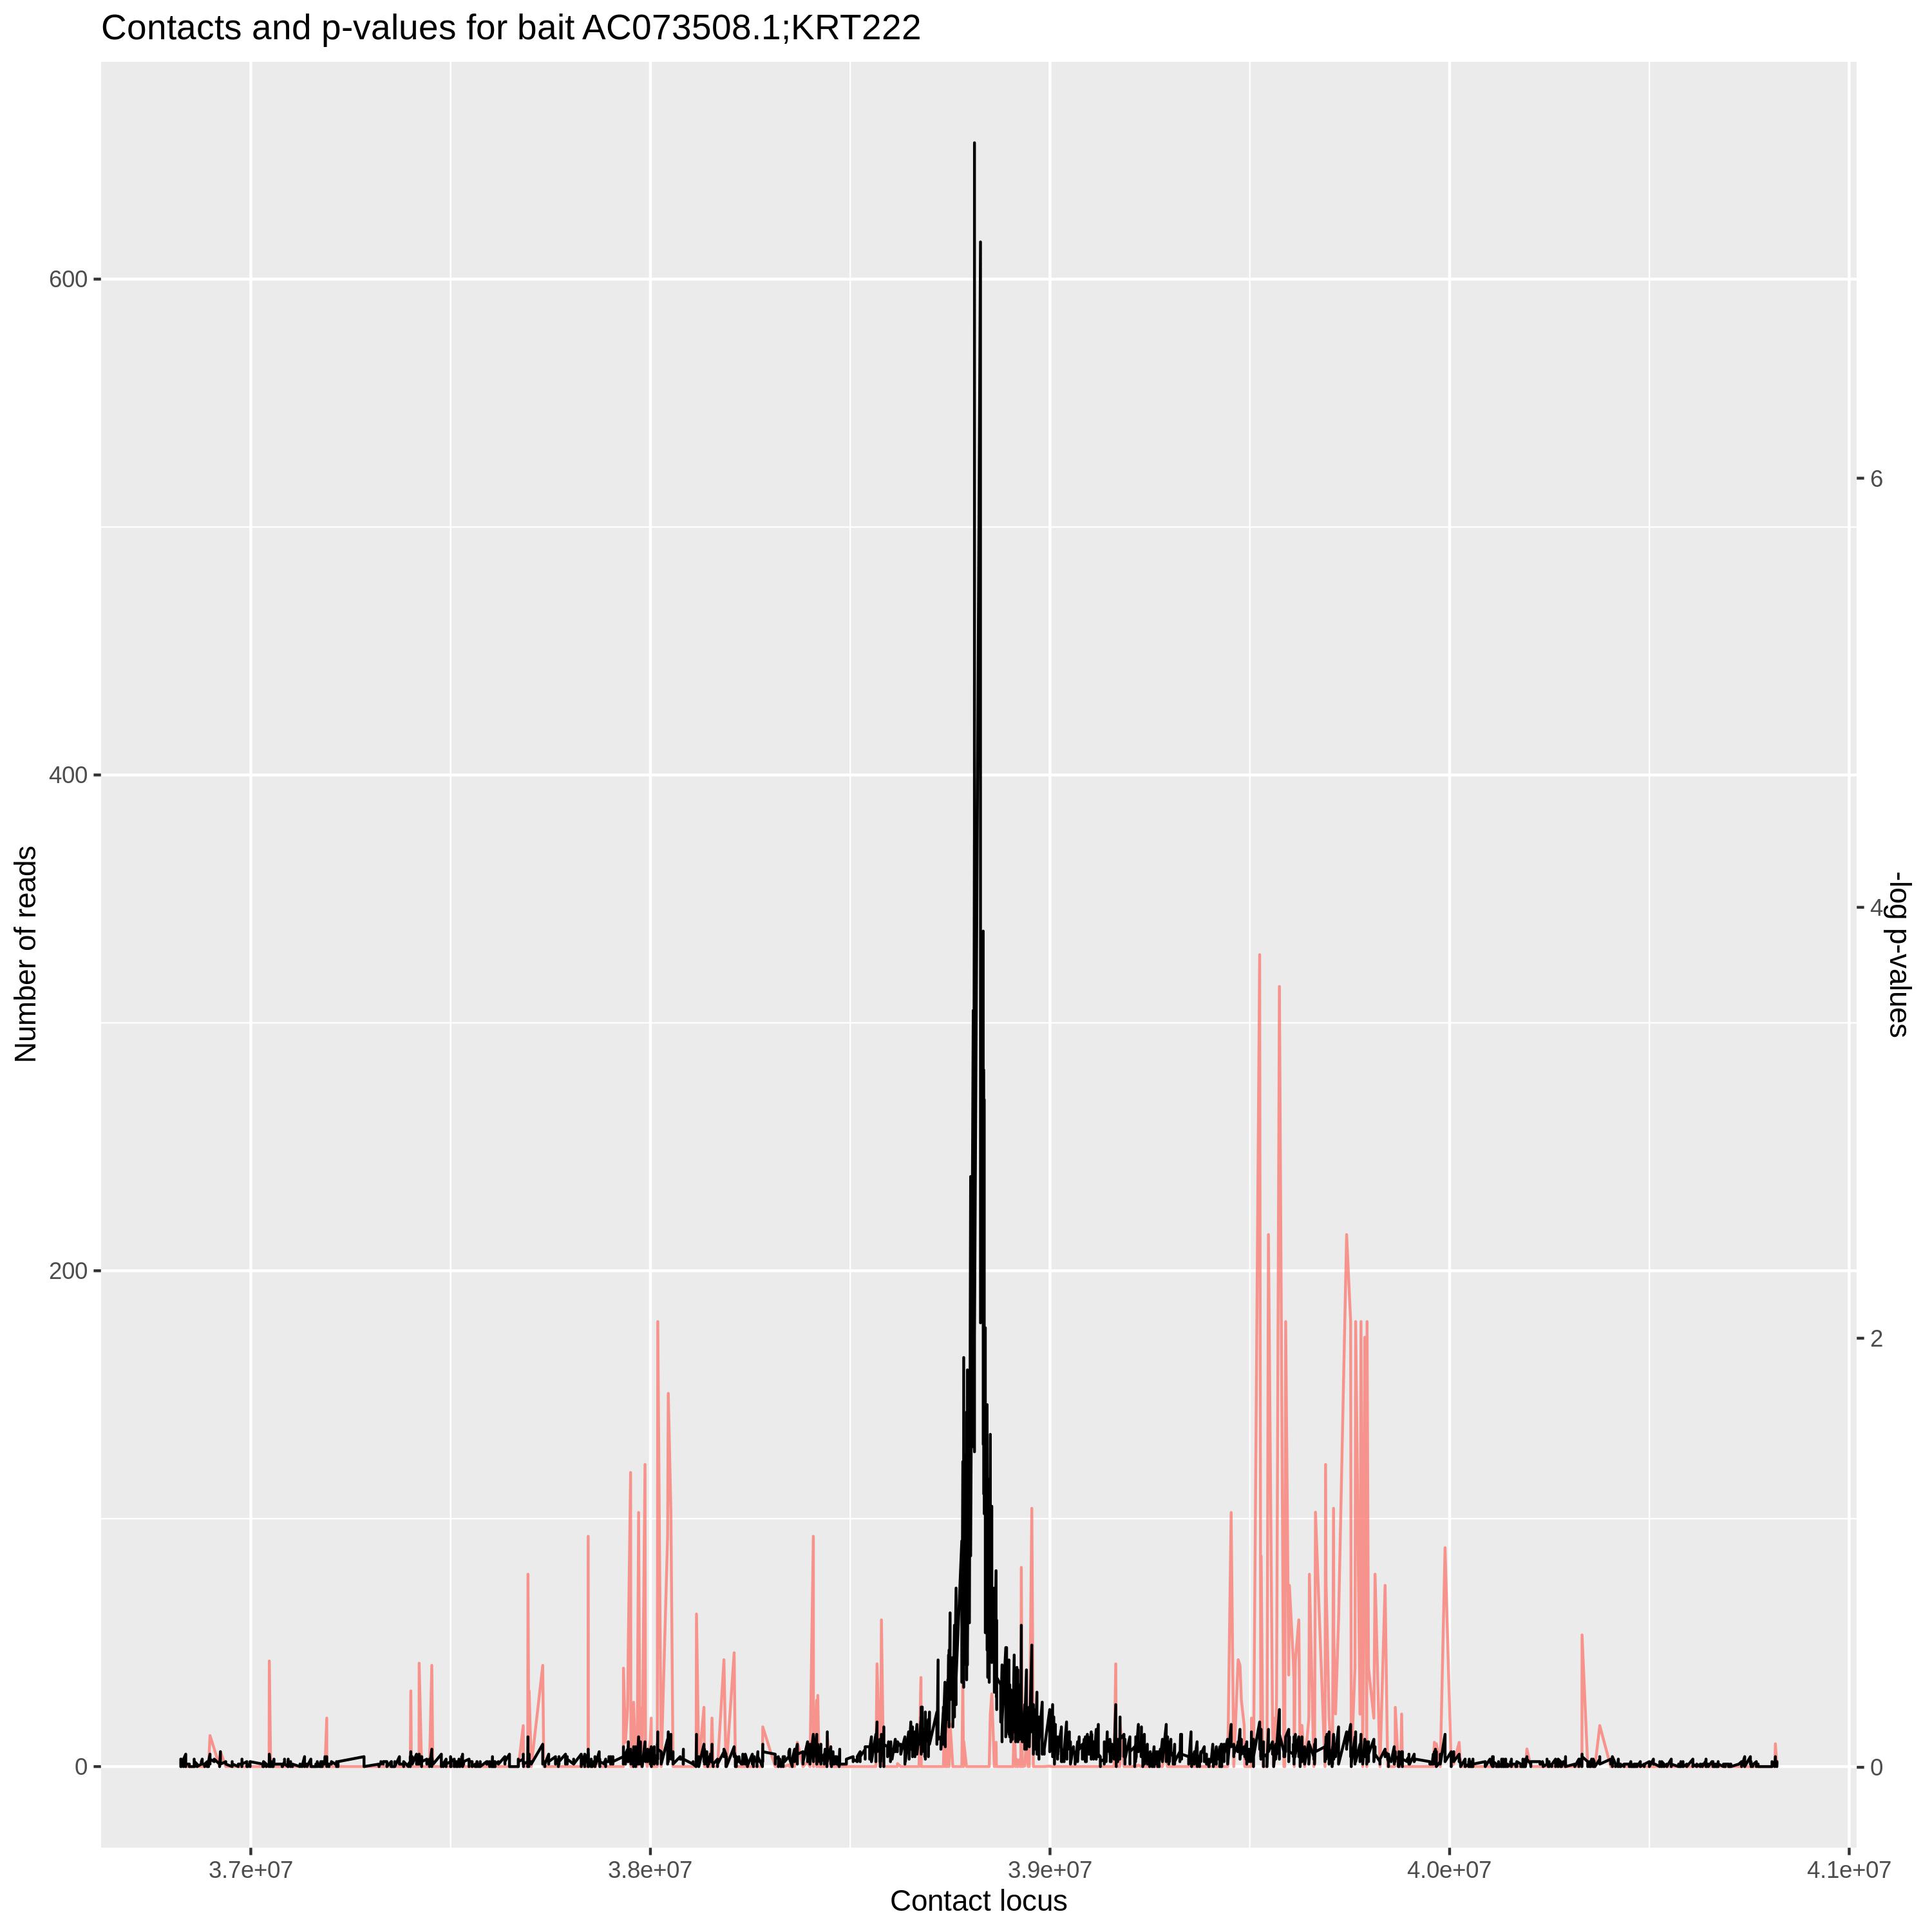 Contacts and p-values for bait AC073508.1;KRT222
600
400
200
0
Number of reads
6
4
2
0
-log p-values
3.7e+07
3.8e+07
3.9e+07
4.0e+07
4.1e+07
Contact locus